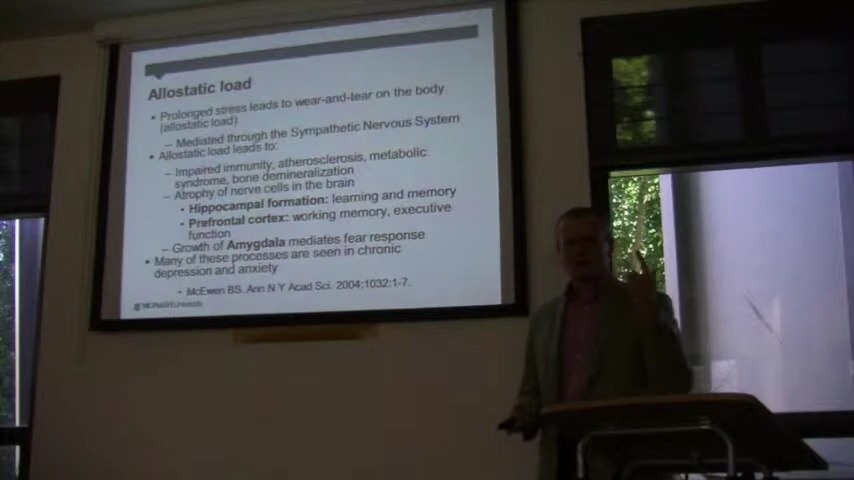 Allostatic load
• Prolonged stress leads to wear-and-tear on the body
(allostatic load)
– Mediated through the Sympathetic Nervous System
• Allostatic load leads to:
– Impaired immunity, atherosclerosis, metabolic
syndrome, bone demineralization
– Atrophy of nerve cells in the brain
• Hippocampal formation: learning and memory
• Prefrontal cortex: working memory, executive
function
– Growth of Amygdala mediates fear response
• Many of these processes are seen in chronic
depression and anxiety
• McEwen BS. Ann N Y Acad Sci. 2004;1032:1-7.
MONASH University